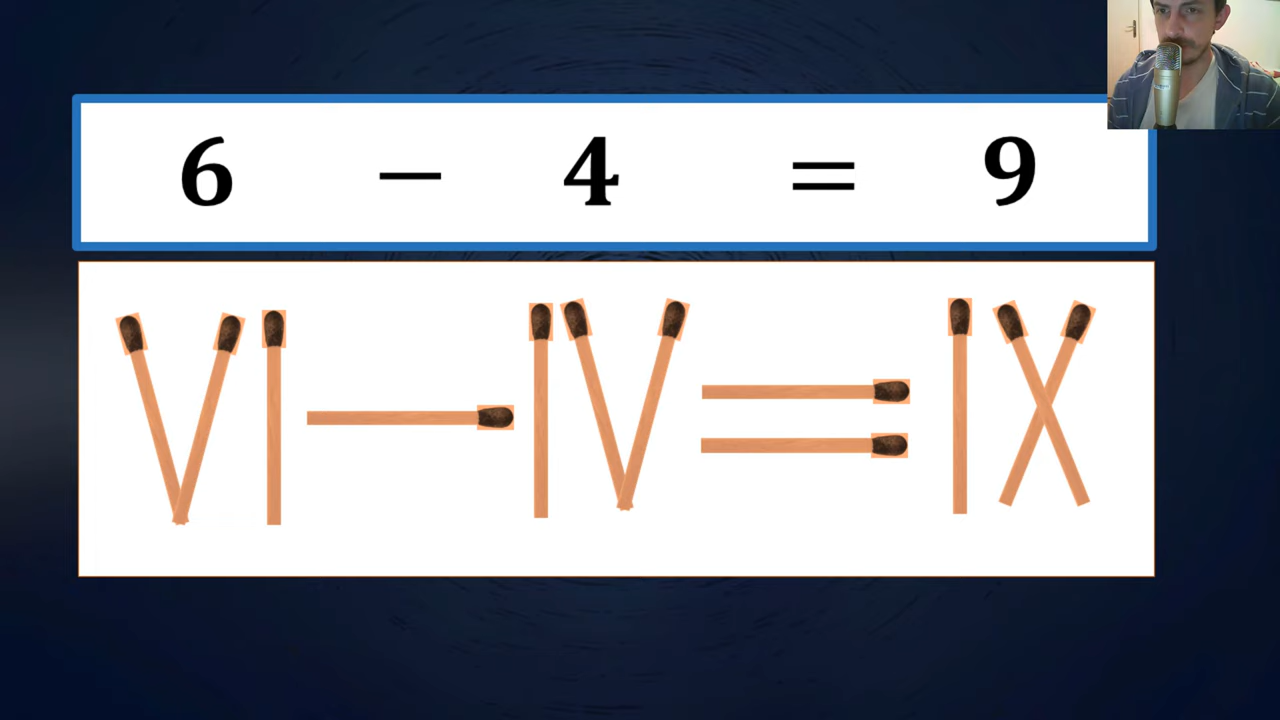 6 − 4 = 9
VI − IV = IX